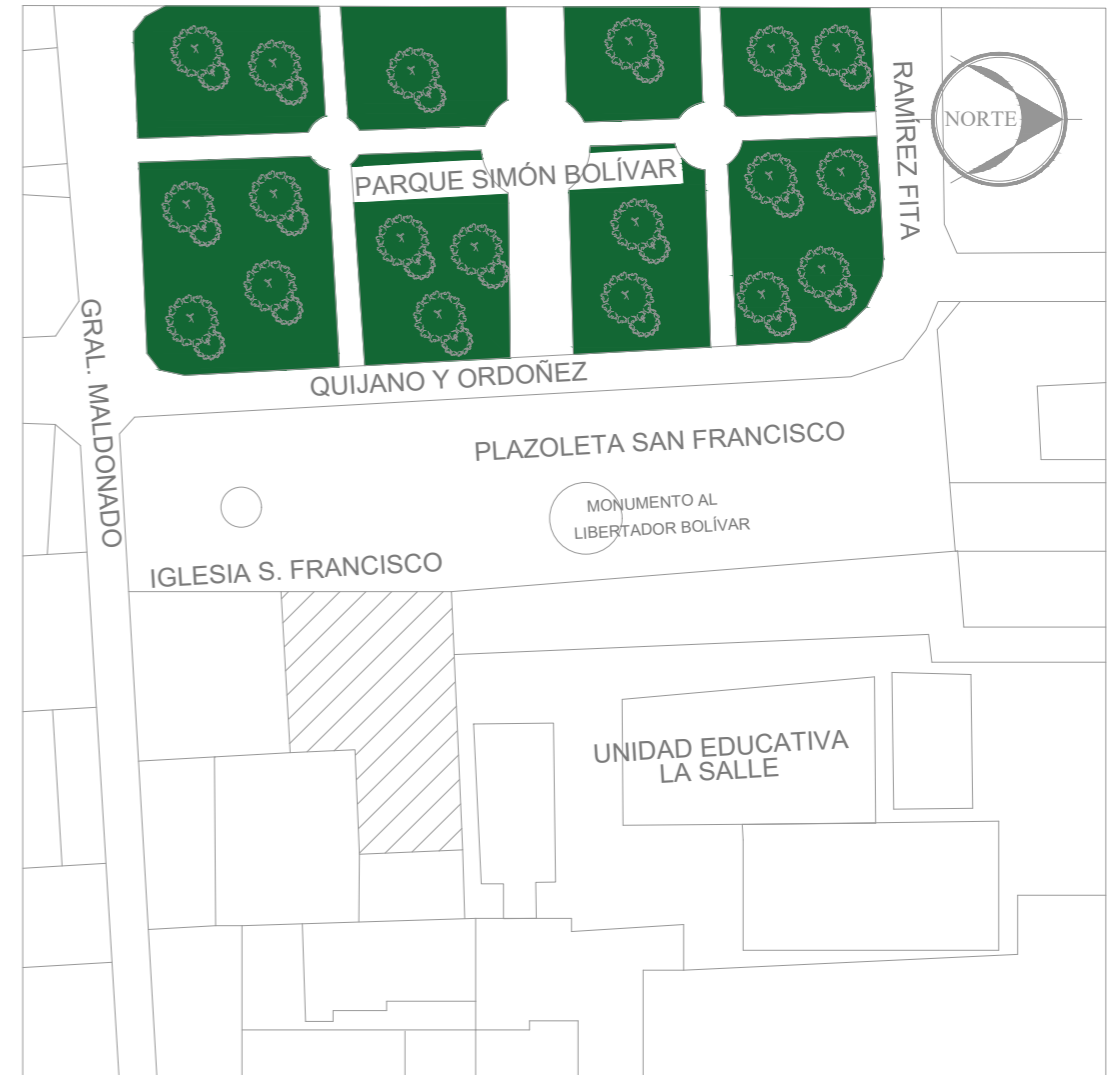 RAMÍREZ FITA
NORTE
PARQUE SIMÓN BOLÍVAR
GRAL. MALDONADO
QUIJANO Y ORDOÑEZ
PLAZOLETA SAN FRANCISCO
MONUMENTO AL
LIBERTADOR BOLÍVAR
IGLESIA S. FRANCISCO
UNIDAD EDUCATIVA
LA SALLE